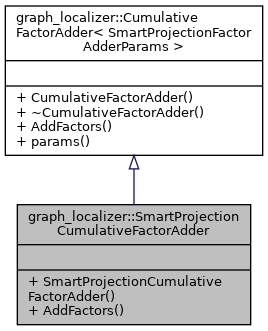 graph_localizer::Cumulative
FactorAdder< SmartProjectionFactor
AdderParams >
+ CumulativeFactorAdder()
+ ~CumulativeFactorAdder()
+ AddFactors()
+ params()
graph_localizer::SmartProjection
CumulativeFactorAdder
+ SmartProjectionCumulative
FactorAdder()
+ AddFactors()